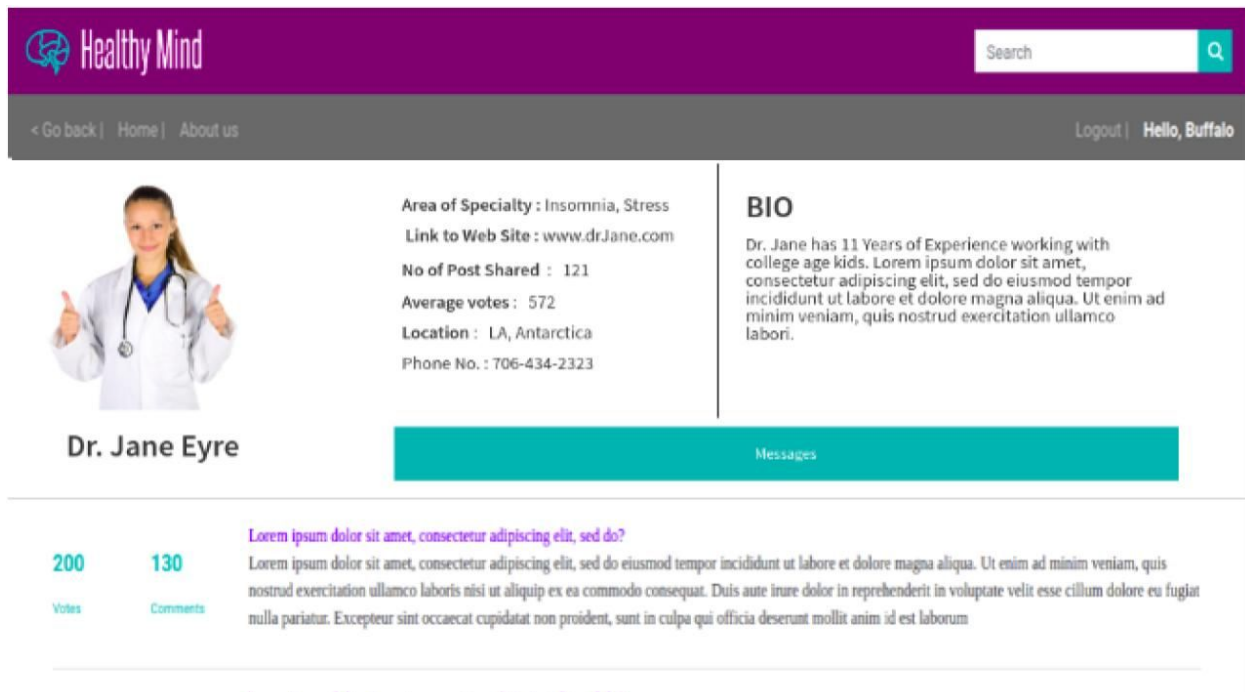 Healthy Mind
Search
< Go back | Home | About us
Logout | Hello, Buffalo
Area of Specialty : Insomnia, Stress
Link to Web Site : www.drJane.com
No of Post Shared : 121
Average votes : 572
Location : LA, Antarctica
Phone No. : 706-434-2323
BIO
Dr. Jane has 11 Years of Experience working with
college age kids. Lorem ipsum dolor sit amet,
consectetur adipiscing elit, sed do eiusmod tempor
incididunt ut labore et dolore magna aliqua. Ut enim ad
minim veniam, quis nostrud exercitation ullamco
labori.
Dr. Jane Eyre
Messages
200
Votes
130
Comments
Lorem ipsum dolor sit amet, consectetur adipiscing elit, sed do?
Lorem ipsum dolor sit amet, consectetur adipiscing elit, sed do eiusmod tempor incididunt ut labore et dolore magna aliqua. Ut enim ad minim veniam, quis
nostrud exercitation ullamco laboris nisi ut aliquip ex ea commodo consequat. Duis aute irure dolor in reprehenderit in voluptate velit esse cillum dolore eu fugiat
nulla pariatur. Excepteur sint occaecat cupidatat non proident, sunt in culpa qui officia deserunt mollit anim id est laborum